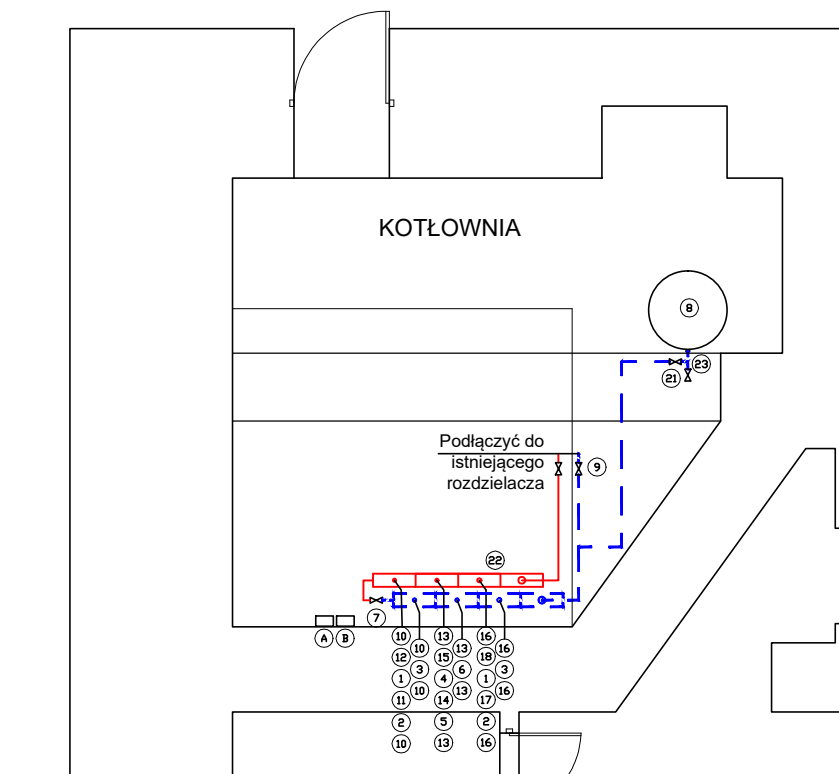 KOTŁOWNIA
8
23
21
Podłączyć do
istniejącego
rozdzielacza
9
22
7
A B
10 10 13 13 16 16
12 3 15 6 18 3
1 10 4 13 1 16
11 14 17
2 5 2
10 13 16